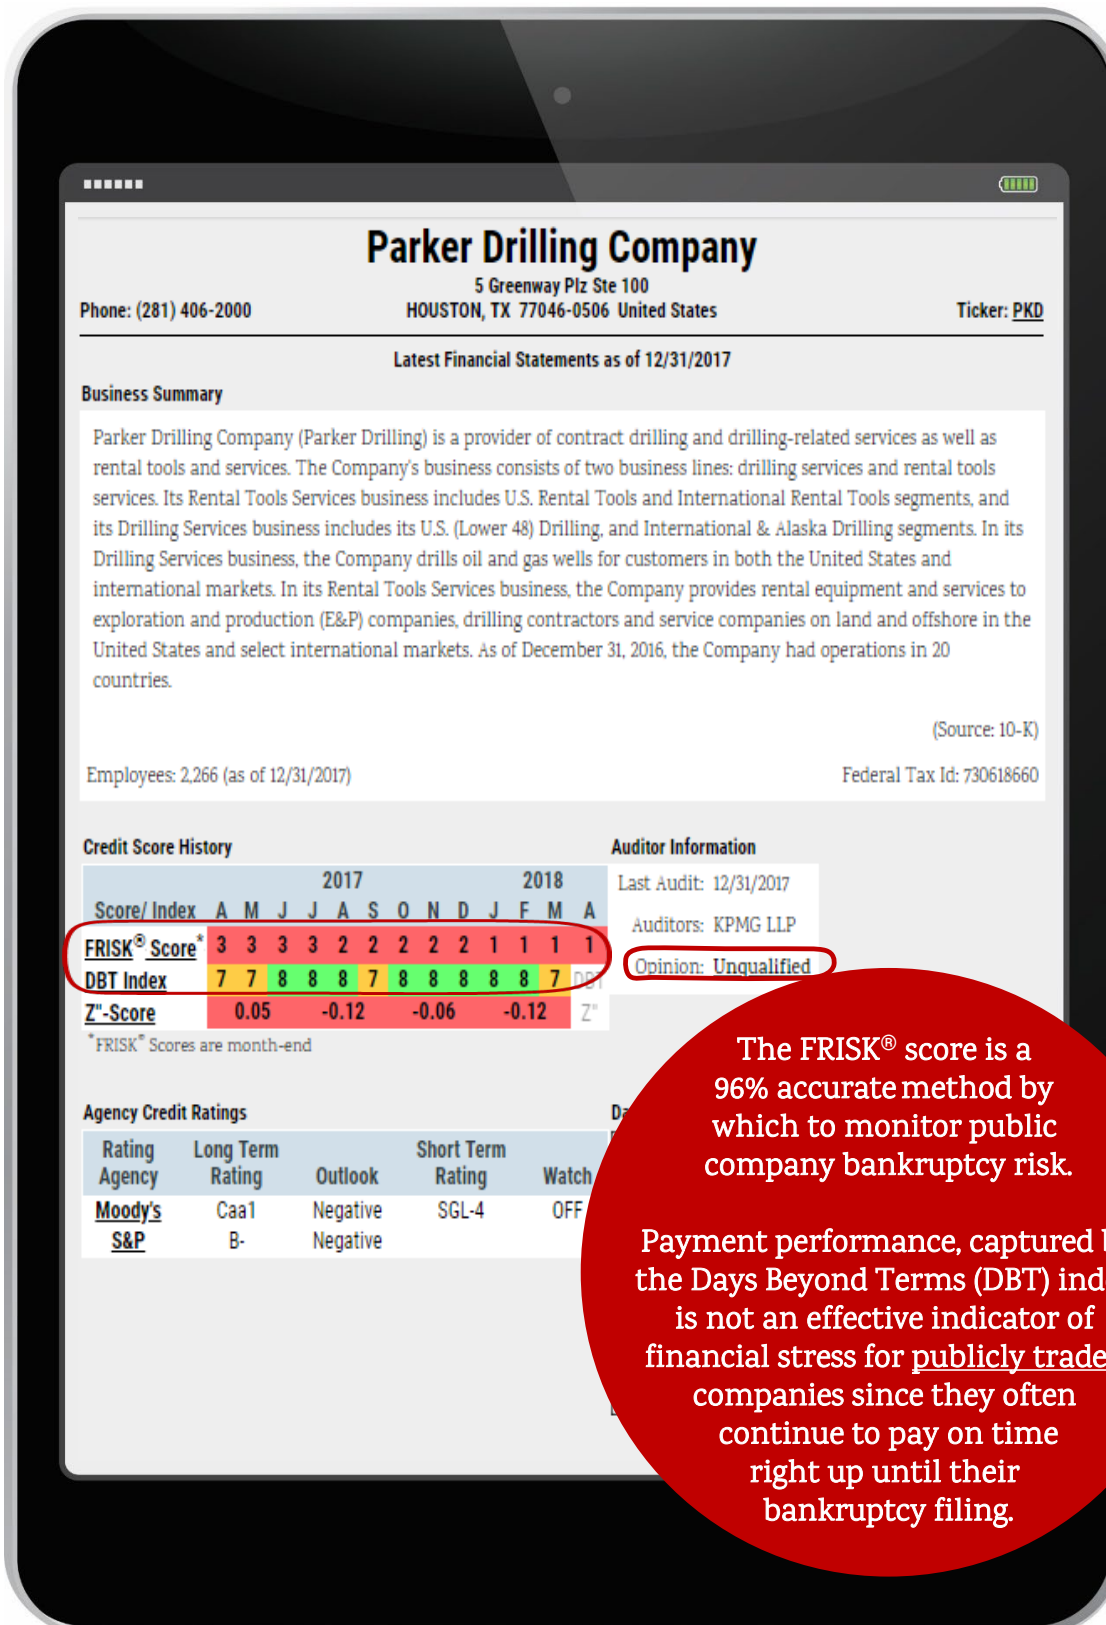 Parker Drilling Company
5 Greenway Plz Ste 100
Phone: (281) 406-2000 HOUSTON, TX 77046-0506 United States Ticker: PKD
Latest Financial Statements as of 12/31/2017
Business Summary
Parker Drilling Company (Parker Drilling) is a provider of contract drilling and drilling-related services as well as
rental tools and services. The Company's business consists of two business lines: drilling services and rental tools
services. Its Rental Tools Services business includes U.S. Rental Tools and International Rental Tools segments, and
its Drilling Services business includes its U.S. (Lower 48) Drilling, and International & Alaska Drilling segments. In its
Drilling Services business, the Company drills oil and gas wells for customers in both the United States and
international markets. In its Rental Tools Services business, the Company provides rental equipment and services to
exploration and production (E&P) companies, drilling contractors and service companies on land and offshore in the
United States and select international markets. As of December 31, 2016, the Company had operations in 20
countries.
(Source: 10-K)
Employees: 2,266 (as of 12/31/2017) Federal Tax Id: 730618660
Credit Score History
2017 2018
Score/ Index A M J J A S O N D J F M A
FRISK® Score* 3 3 3 3 2 2 2 2 2 1 1 1 1
DBT Index 7 7 8 8 8 7 8 8 8 8 8 7 DBT
Z"-Score 0.05 -0.12 -0.06 -0.12 Z"
*FRISK® Scores are month-end
Auditor Information
Last Audit: 12/31/2017
Auditors: KPMG LLP
Opinion: Unqualified
Agency Credit Ratings
Rating Long Term Short Term
Agency Rating Outlook Rating Watch
Moody's Caa1 Negative SGL-4 OFF
S&P B- Negative
The FRISK® score is a
96% accurate method by
which to monitor public
company bankruptcy risk.
Payment performance, captured
the Days Beyond Terms (DBT)
is not an effective indicator of
financial stress for publicly trade
companies since they often
continue to pay on time
right up until their
bankruptcy filing.